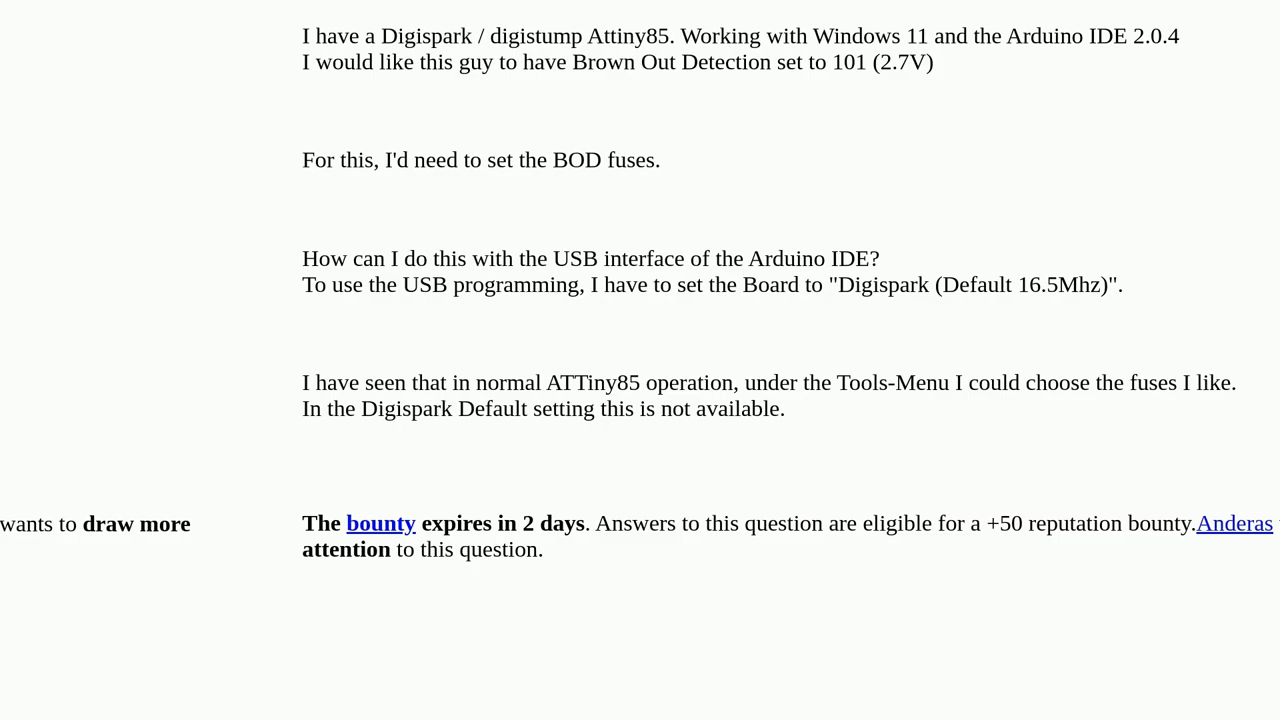 I have a Digispark / digistump Attiny85. Working with Windows 11 and the Arduino IDE 2.0.4
I would like this guy to have Brown Out Detection set to 101 (2.7V)
For this, I'd need to set the BOD fuses.
How can I do this with the USB interface of the Arduino IDE?
To use the USB programming, I have to set the Board to "Digispark (Default 16.5Mhz)".
I have seen that in normal ATTiny85 operation, under the Tools-Menu I could choose the fuses I like.
In the Digispark Default setting this is not available.
The bounty expires in 2 days. Answers to this question are eligible for a +50 reputation bounty.Anderas
wants to draw more
attention to this question.